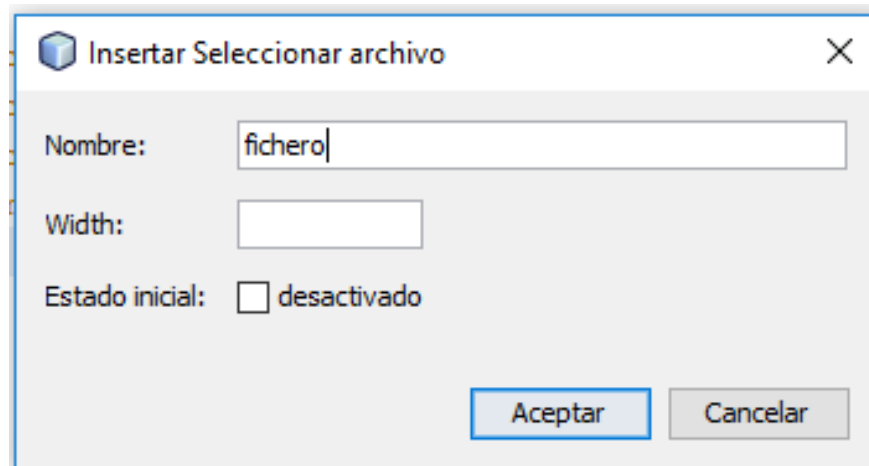 Insertar Seleccionar archivo
Nombre: fichero
Width:
Estado inicial: desactivado
Aceptar Cancelar